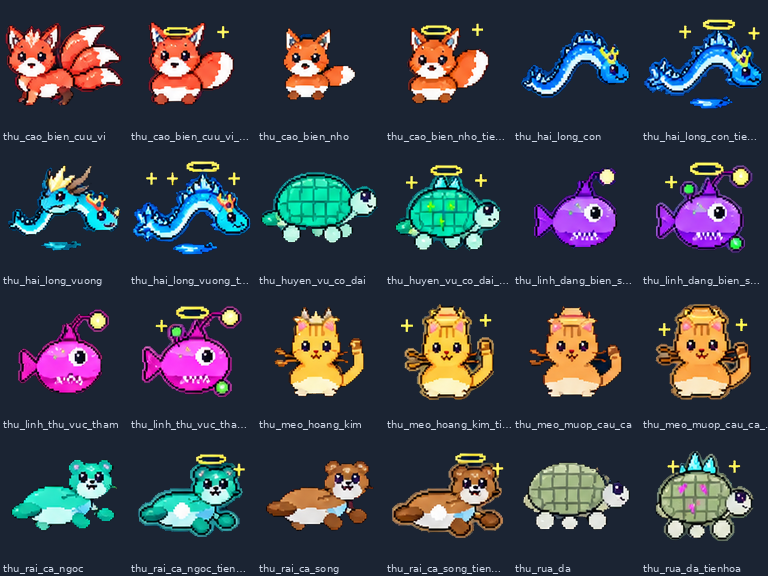 thu_cao_bien_cuu_vi
thu_cao_bien_cuu_vi_...
thu_cao_bien_nho
thu_cao_bien_nho_tie...
thu_hai_long_con
thu_hai_long_con_tie...
thu_hai_long_vuong
thu_hai_long_vuong_t...
thu_huyen_vu_co_dai
thu_huyen_vu_co_dai_...
thu_linh_dang_bien_s...
thu_linh_dang_bien_s...
thu_linh_thu_vuc_tham
thu_linh_thu_vuc_tha...
thu_meo_hoang_kim
thu_meo_hoang_kim_ti...
thu_meo_muop_cau_ca
thu_meo_muop_cau_ca_...
thu_rai_ca_ngoc
thu_rai_ca_ngoc_tien...
thu_rai_ca_song
thu_rai_ca_song_tien...
thu_rua_da
thu_rua_da_tienhoa